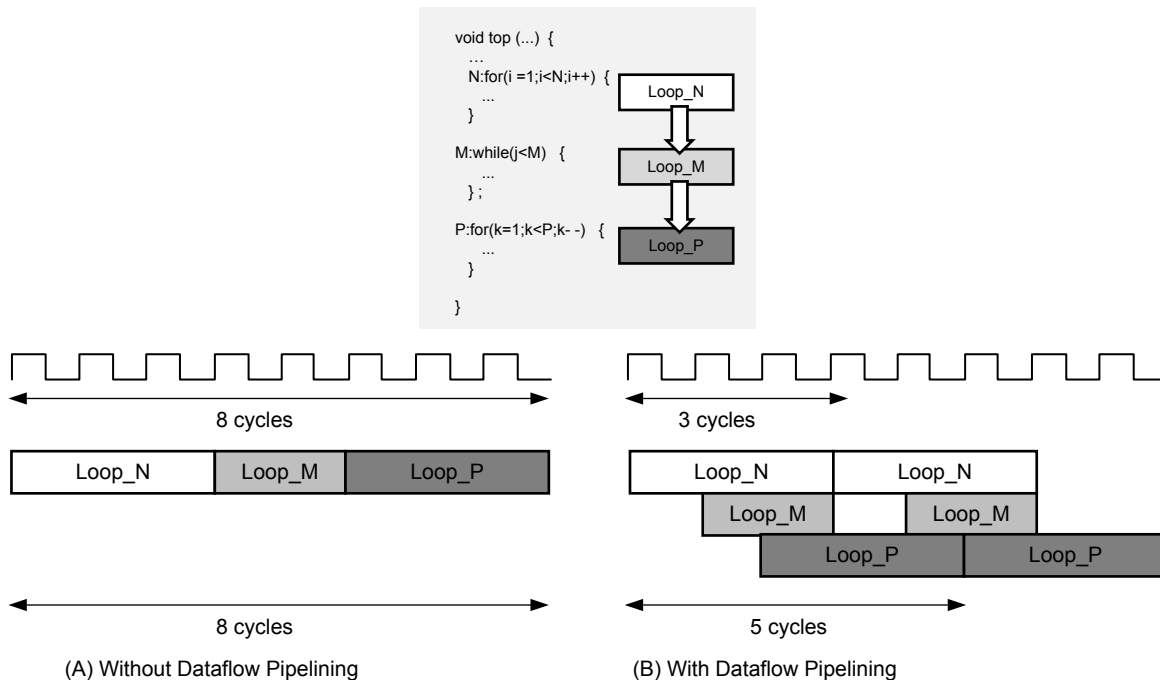 void top (...) {
...
N:for(i =1;i<N;i++) {
...
}
M:while(j<M) {
...
} ;
P:for(k=1;k<P;k- -) {
...
}
}
Loop_N
Loop_M
Loop_P
8 cycles
Loop_N Loop_M Loop_P
8 cycles
(A) Without Dataflow Pipelining
3 cycles
Loop_N Loop_N
Loop_M Loop_M
Loop_P Loop_P
5 cycles
(B) With Dataflow Pipelining